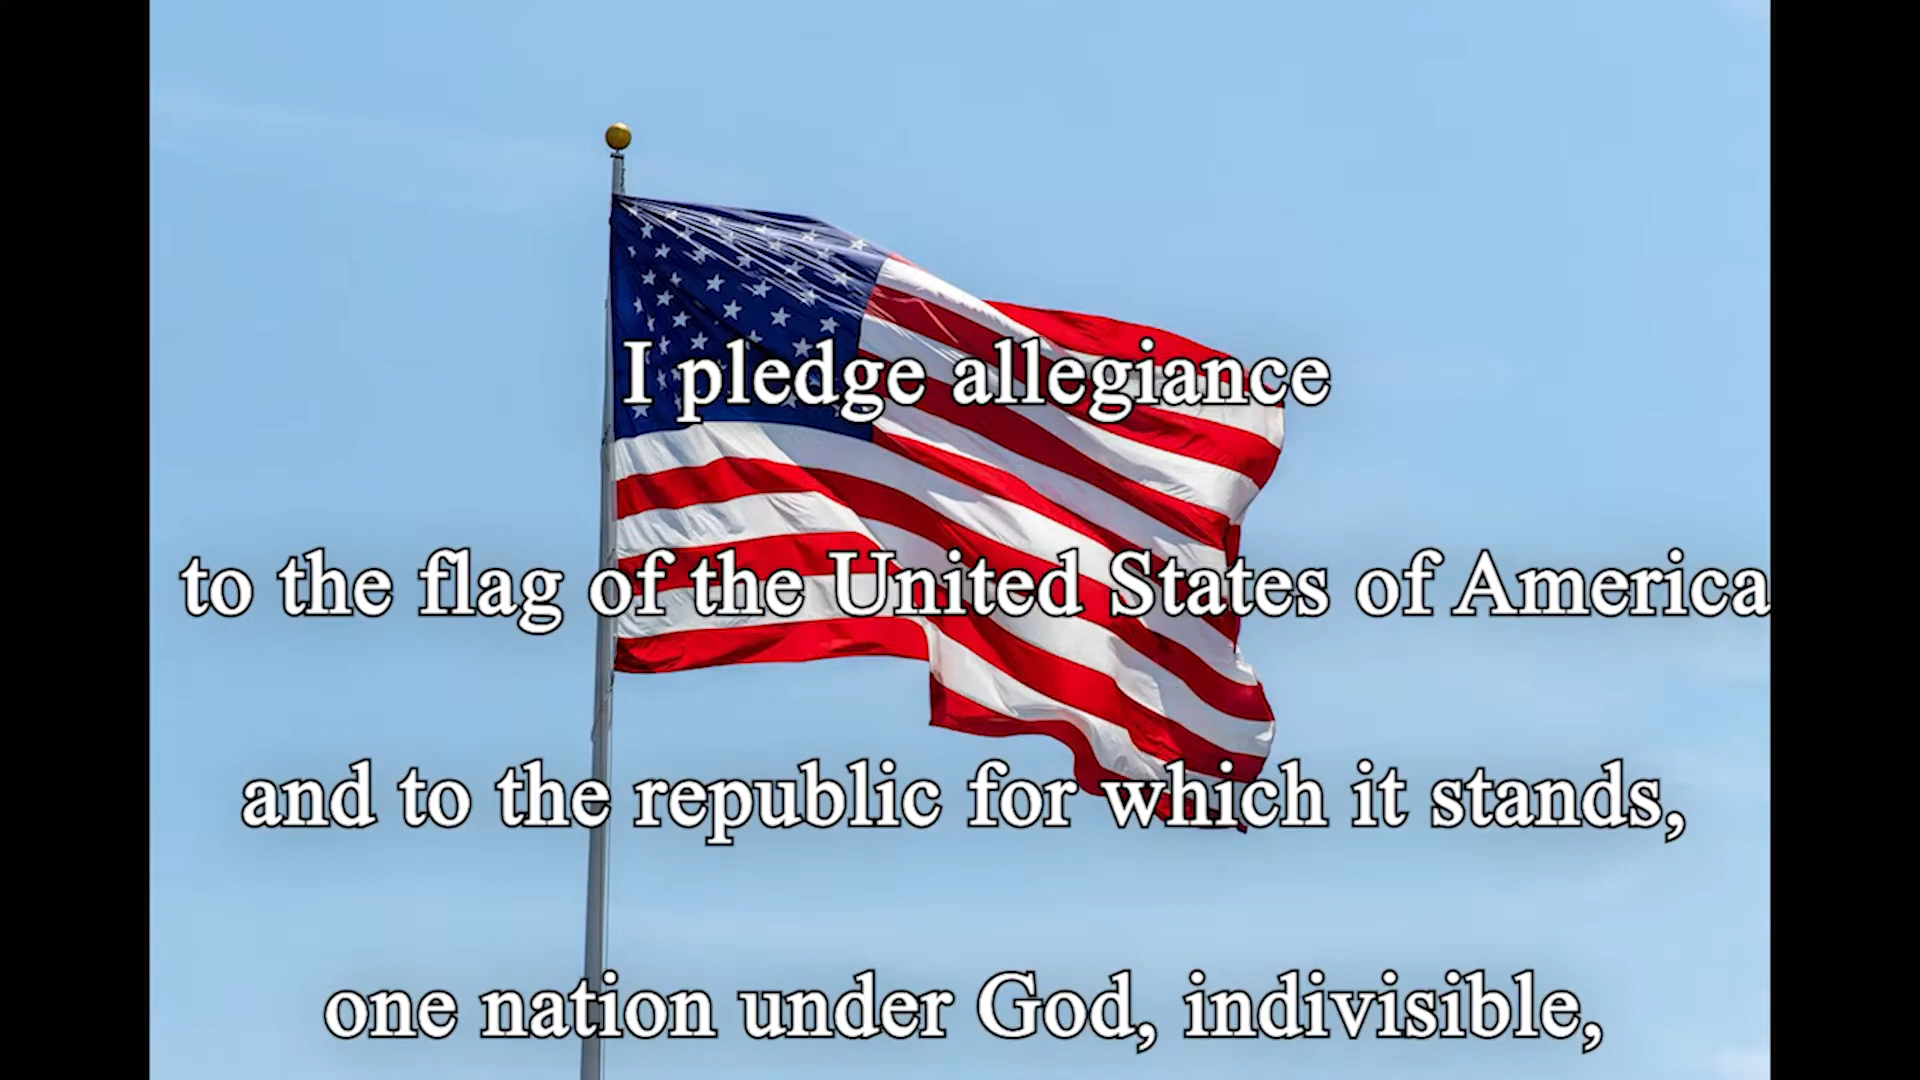 I pledge allegiance
to the flag of the United States of America
and to the republic for which it stands,
one nation under God, indivisible,